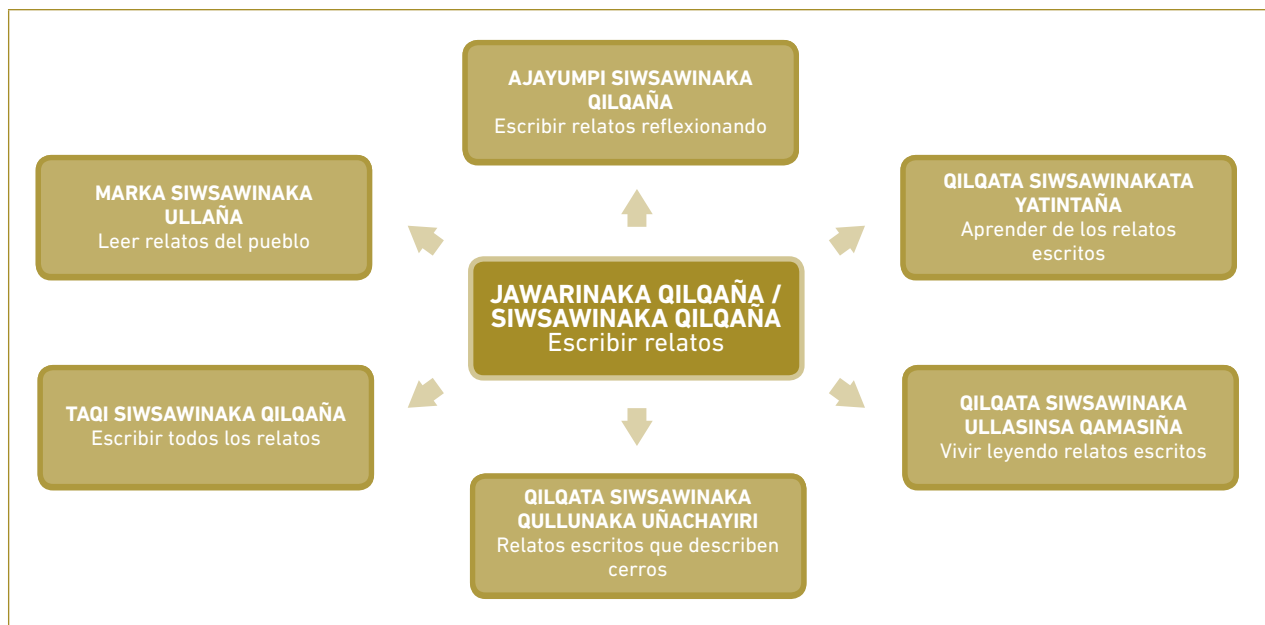 AJAYUMPI SIWSAWINAKA
QILQAÑA
Escribir relatos reflexionando
MARKA SIWSAWINAKA
ULLAÑA
Leer relatos del pueblo
QILQATA SIWSAWINAKATA
YATINTAÑA
Aprender de los relatos
escritos
JAWARINAKA QILQAÑA /
SIWSAWINAKA QILQAÑA
Escribir relatos
TAQI SIWSAWINAKA QILQAÑA
Escribir todos los relatos
QILQATA SIWSAWINAKA
ULLASINSA QAMASIÑA
Vivir leyendo relatos escritos
QILQATA SIWSAWINAKA
QULLUNAKA UÑACHAYIRI
Relatos escritos que describen
cerros